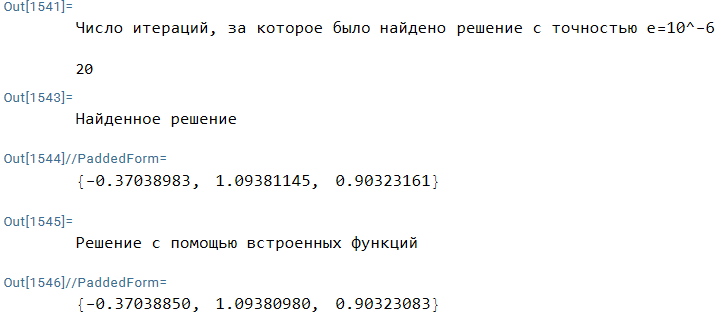 Out[1541]=
Число итераций, за которое было найдено решение с точностью e=10^-6
20
Out[1543]=
Найденное решение
Out[1544]//PaddedForm=
{-0.37038983, 1.09381145, 0.90323161}
Out[1545]=
Решение с помощью встроенных функций
Out[1546]//PaddedForm=
{-0.37038850, 1.09380980, 0.90323083}